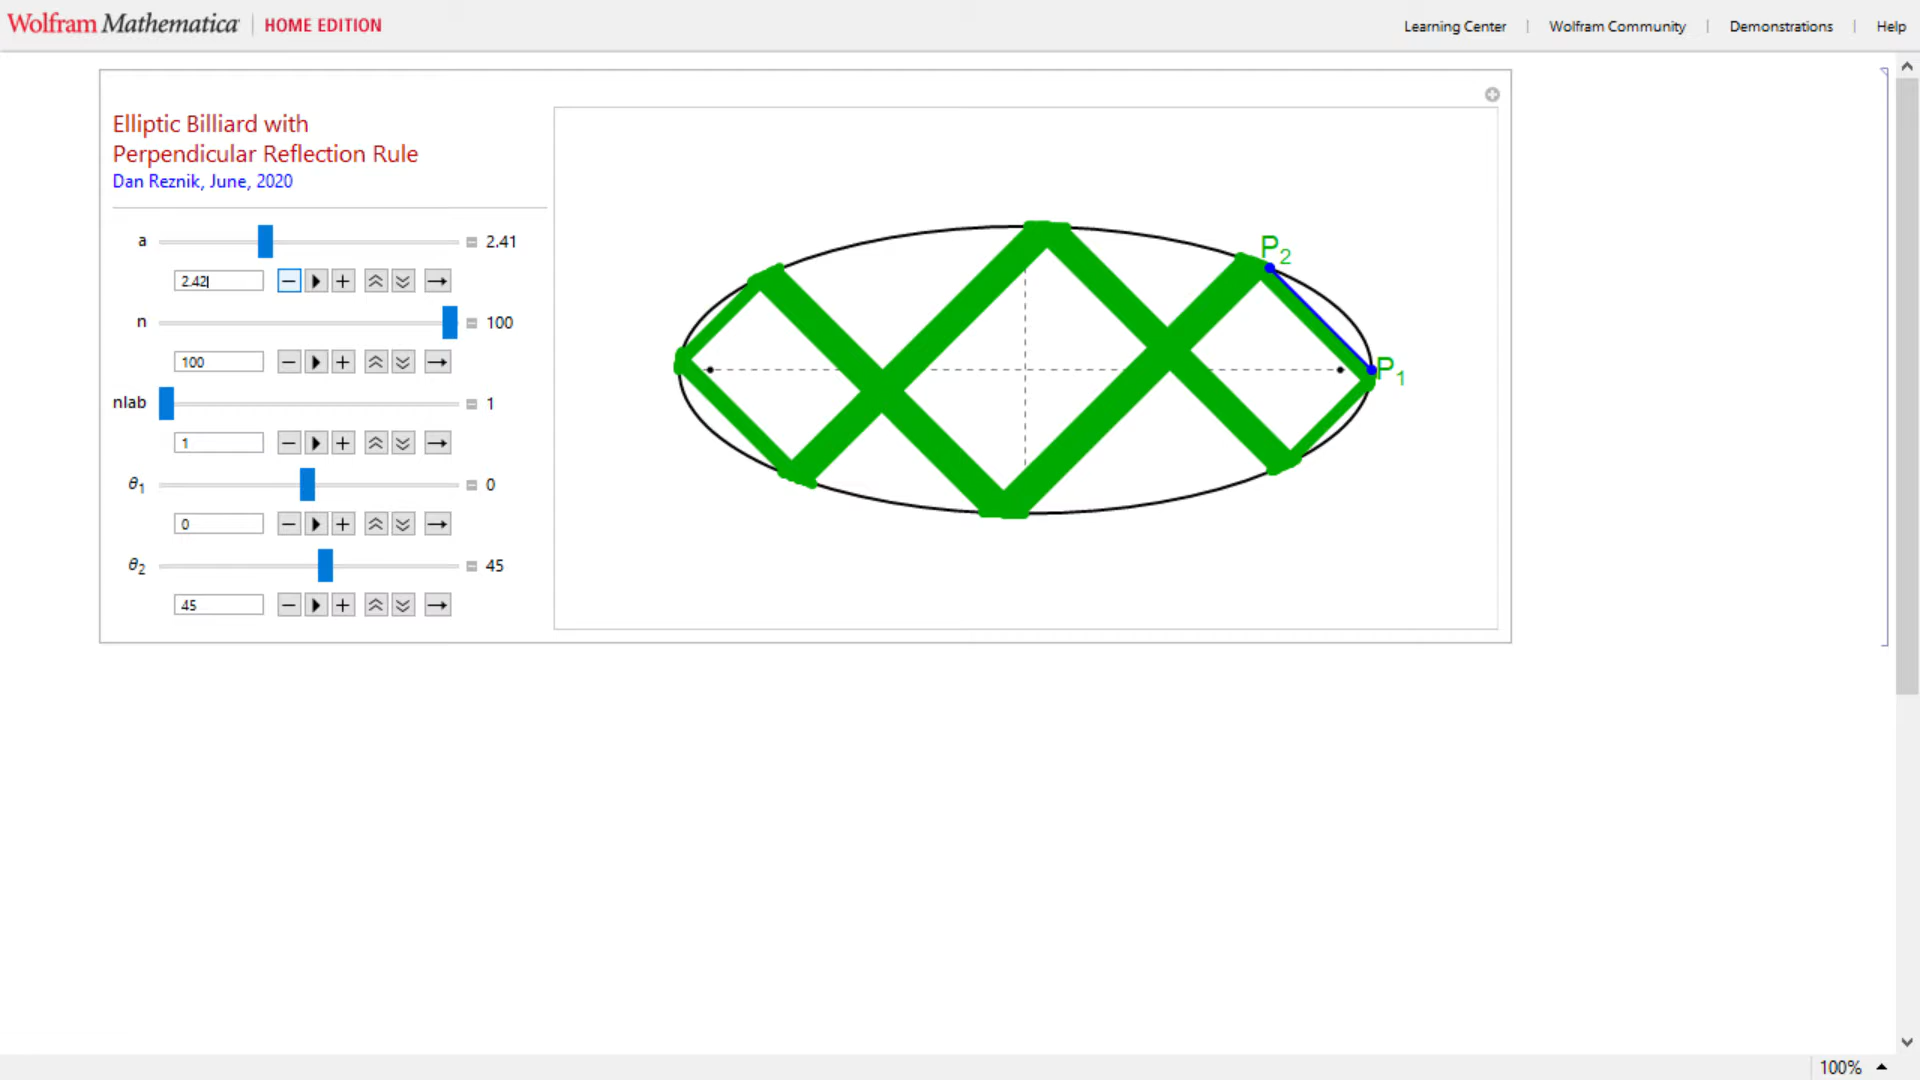 Wolfram Mathematica | HOME EDITION
Learning Center | Wolfram Community | Demonstrations | Help
Elliptic Billiard with
Perpendicular Reflection Rule
Dan Reznik, June, 2020
a 2.41
2.42
n 100
100
nlab 1
1
θ1 0
0
θ2 45
45
P2
P1
100%